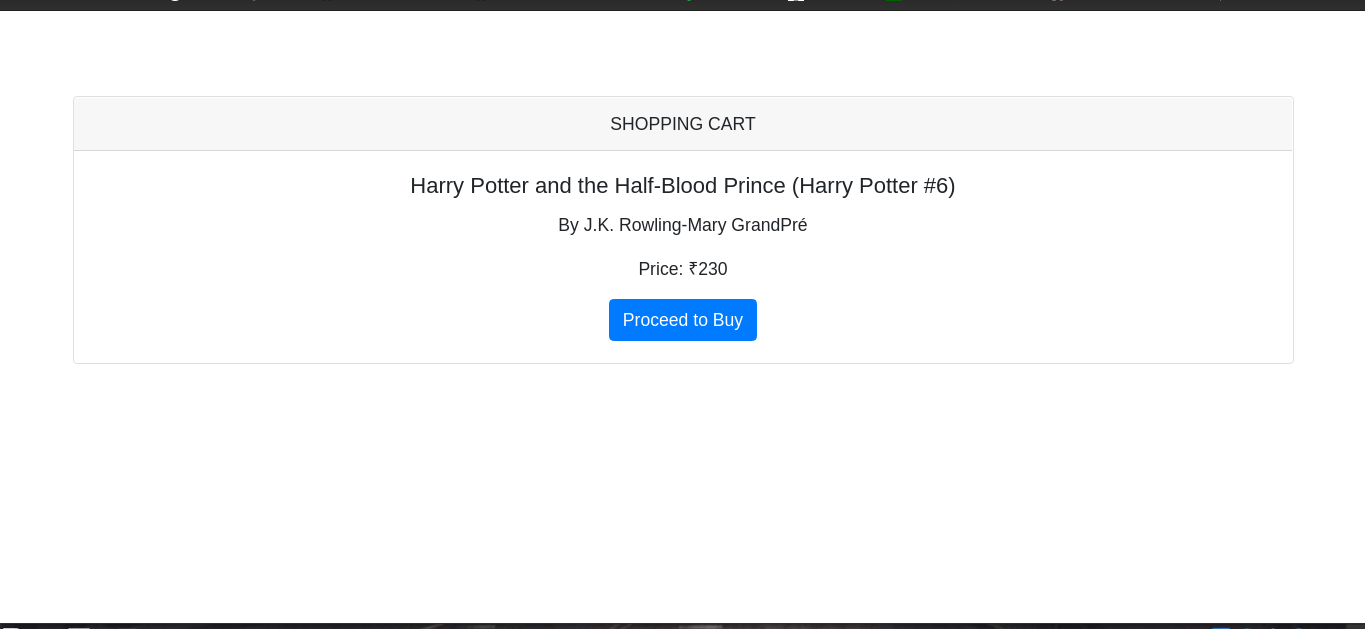 SHOPPING CART
Harry Potter and the Half-Blood Prince (Harry Potter #6)
By J.K. Rowling-Mary GrandPré
Price: ₹230
Proceed to Buy